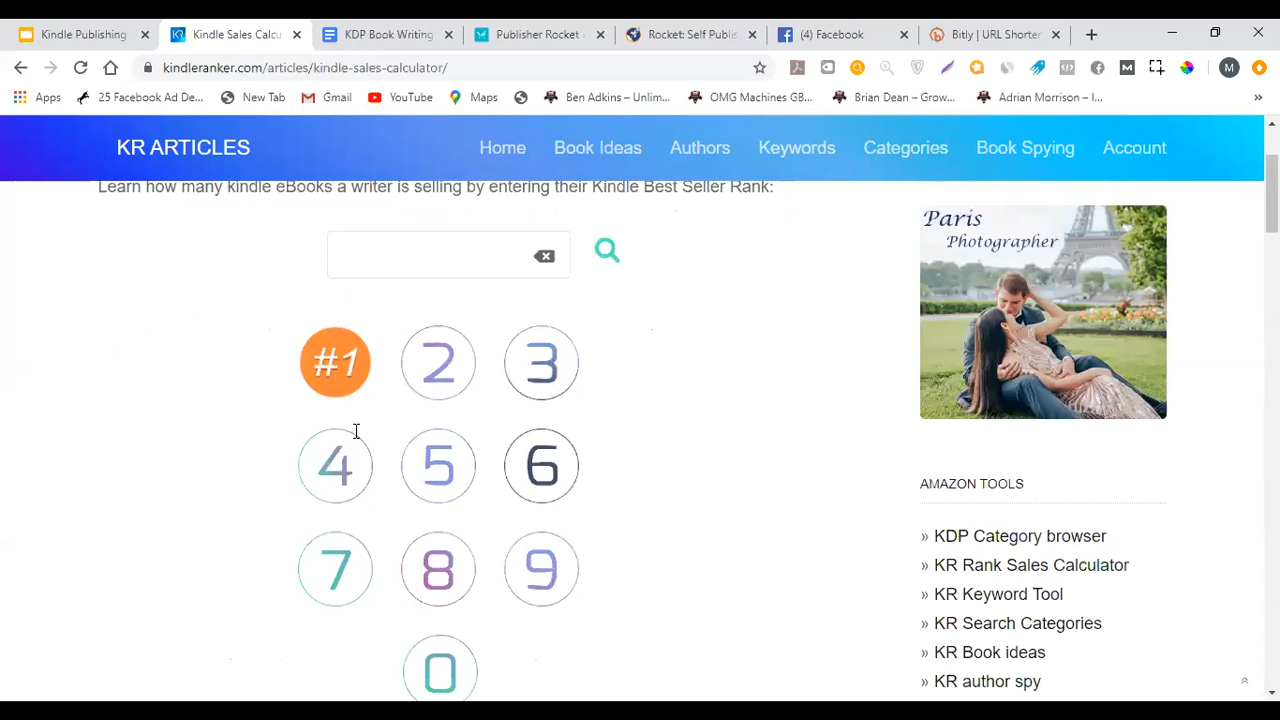 Kindle Publishing
Kindle Sales Calcu
KDP Book Writing
Publisher Rocket
Rocket: Self Publis
(4) Facebook
Bitly | URL Shorter
kindleranker.com/articles/kindle-sales-calculator/
M
Apps
25 Facebook Ad De...
New Tab
Gmail
YouTube
Maps
Ben Adkins – Unlim...
OMG Machines GB...
Brian Dean – Grow...
Adrian Morrison – I...
»
KR ARTICLES
Home
Book Ideas
Authors
Keywords
Categories
Book Spying
Account
Learn how many kindle eBooks a writer is selling by entering their Kindle Best Seller Rank:
Paris
Photographer
#1 2 3
4 5 6
7 8 9
0
AMAZON TOOLS
» KDP Category browser
» KR Rank Sales Calculator
» KR Keyword Tool
» KR Search Categories
» KR Book ideas
» KR author spy